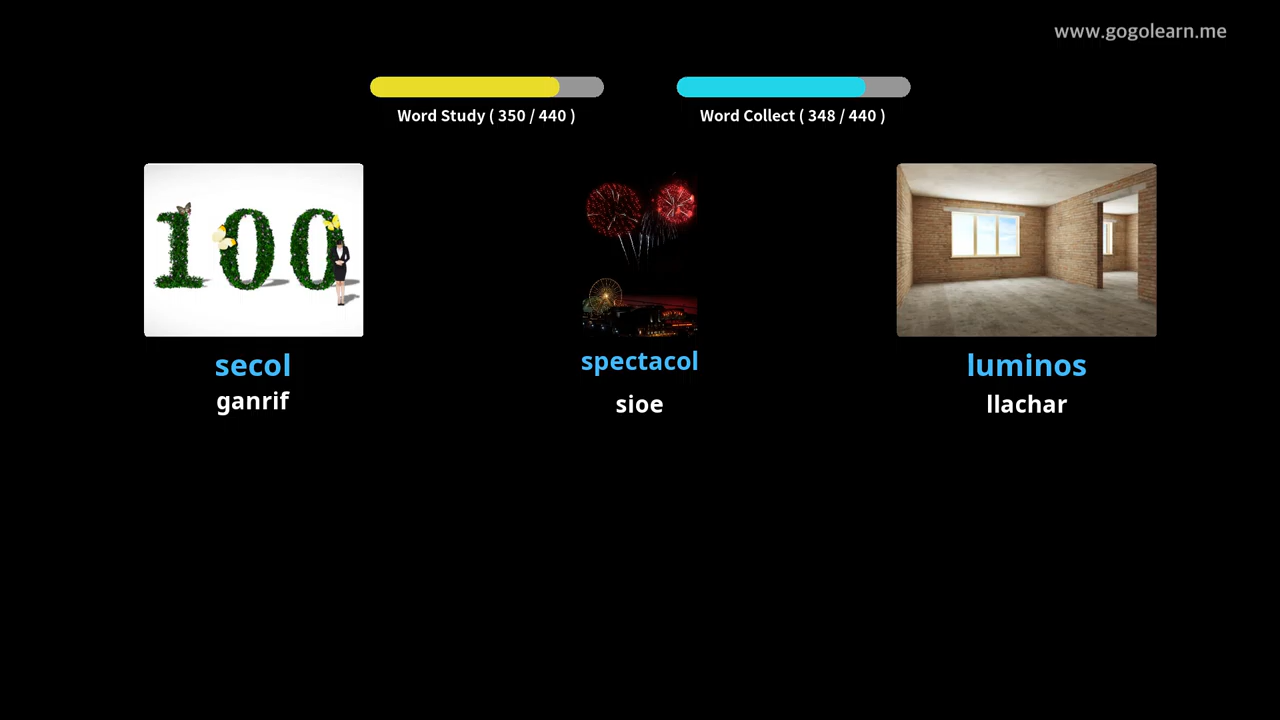 www.gogolearn.me
Word Study ( 350 / 440 )
Word Collect ( 348 / 440 )
100
secol
spectacol
luminos
ganrif
sioe
llachar